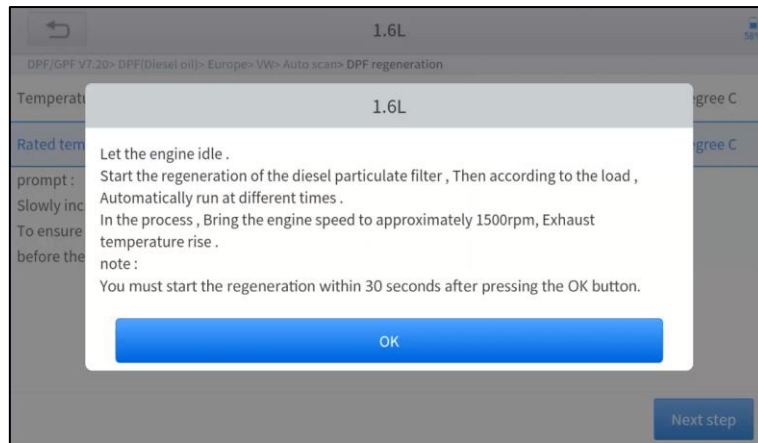 1.6L
58%
DPF/GPF V7.20> DPF(Diesel oil)> Europe> VW> Auto scan> DPF regeneration
egree C
1.6L
Rated tem
egree C
Let the engine idle .
Start the regeneration of the diesel particulate filter , Then according to the load ,
Automatically run at different times .
In the process , Bring the engine speed to approximately 1500rpm, Exhaust
temperature rise .
note :
You must start the regeneration within 30 seconds after pressing the OK button.
prompt :
Slowly inc
To ensure
before the
OK
Next step